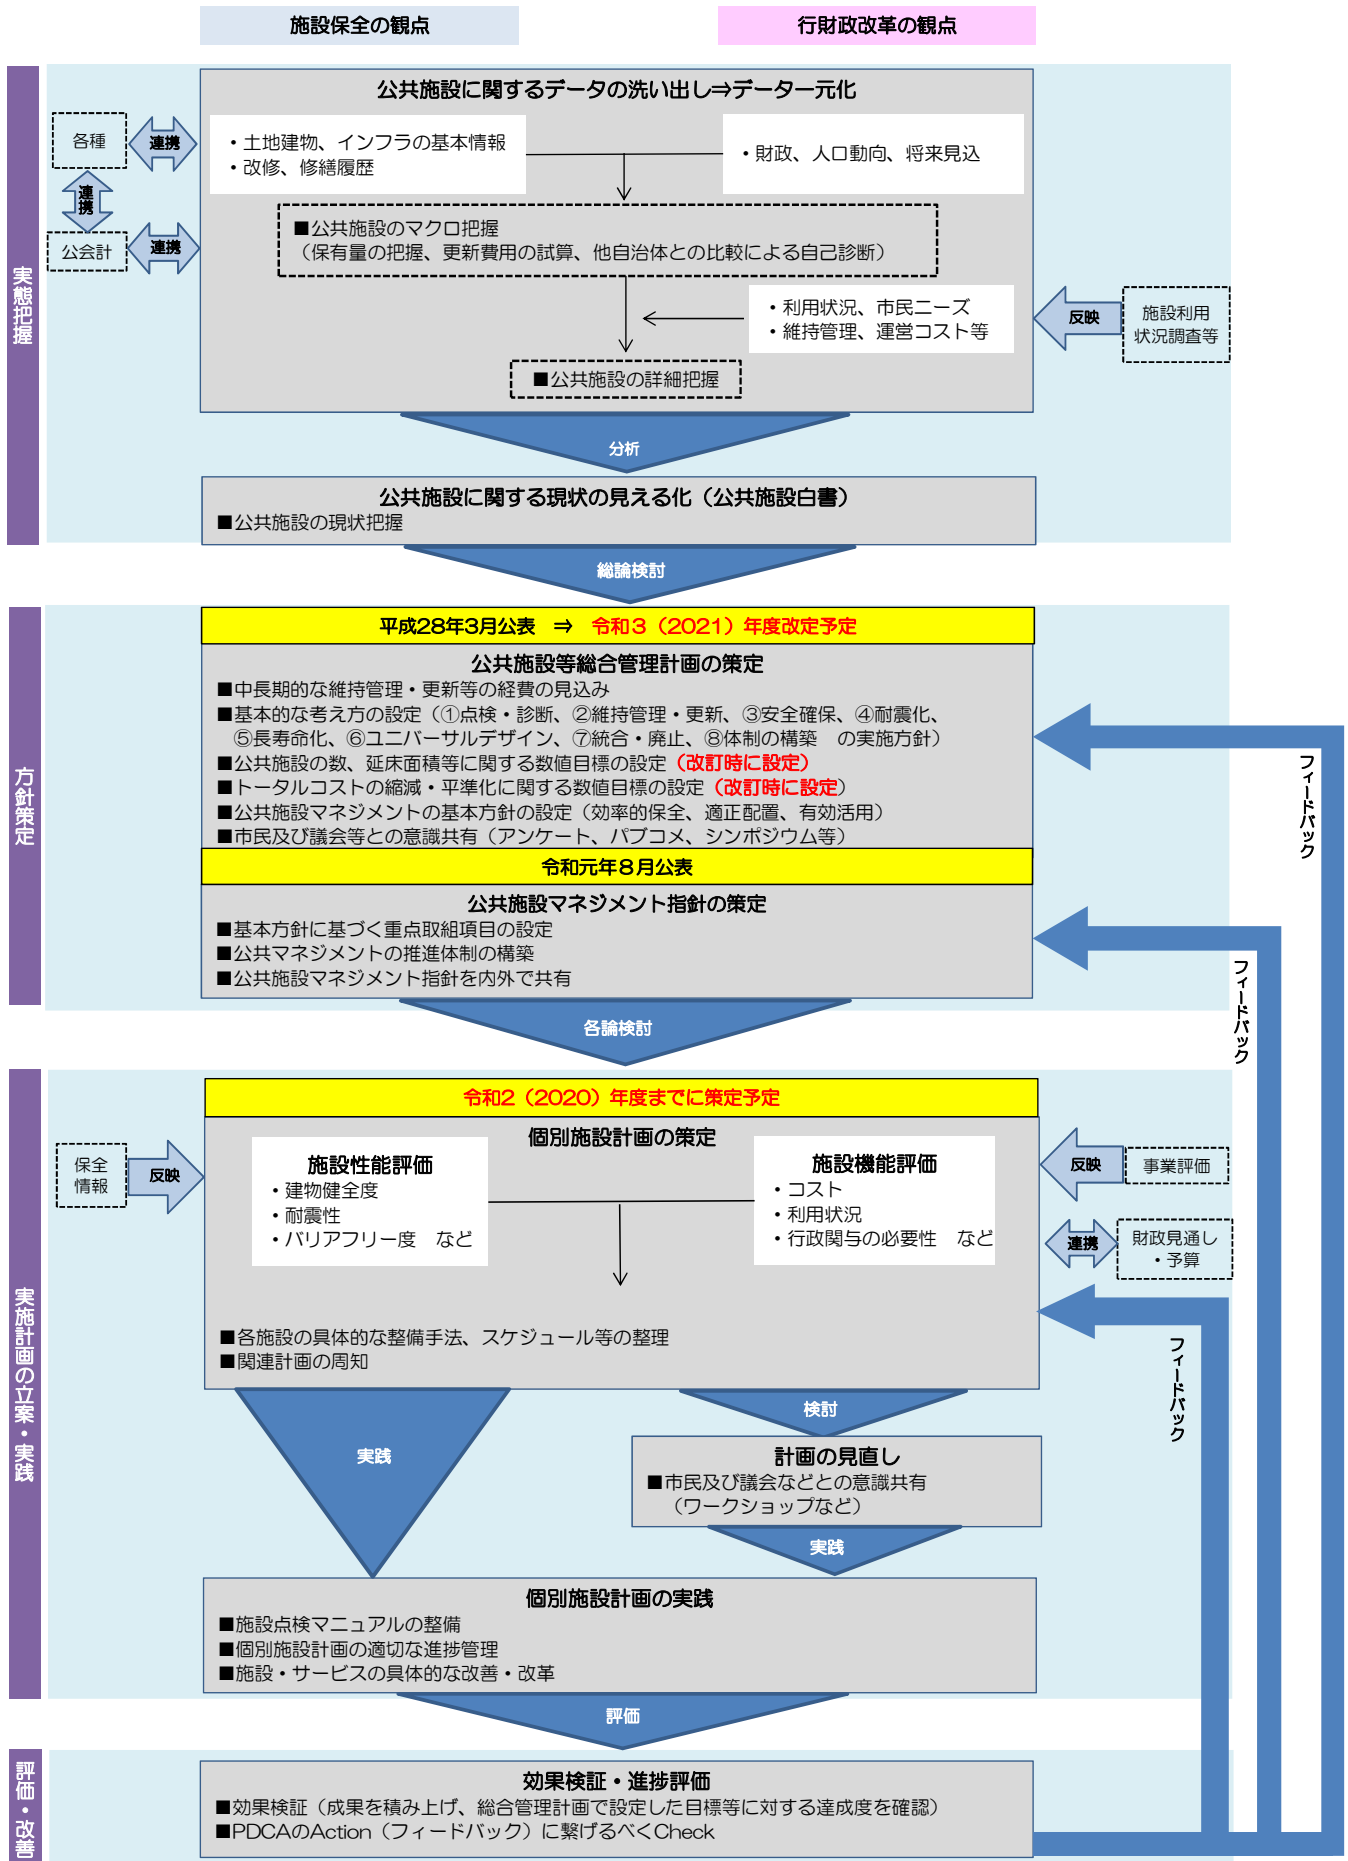 施設保全の観点
行財政改革の観点
実態把握
公共施設に関するデータの洗い出し⇒データ一元化
各種
連携
・土地建物、インフラの基本情報
・改修、修繕履歴
・財政、人口動向、将来見込
連携
公会計
連携
■公共施設のマクロ把握
（保有量の把握、更新費用の試算、他自治体との比較による自己診断）
・利用状況、市民ニーズ
・維持管理、運営コスト等
反映
施設利用
状況調査等
■公共施設の詳細把握
分析
公共施設に関する現状の見える化（公共施設白書）
■公共施設の現状把握
総論検討
方針策定
平成28年3月公表　⇒　令和３（2021）年度改定予定
公共施設等総合管理計画の策定
■中長期的な維持管理・更新等の経費の見込み
■基本的な考え方の設定（①点検・診断、②維持管理・更新、③安全確保、④耐震化、
⑤長寿命化、⑥ユニバーサルデザイン、⑦統合・廃止、⑧体制の構築　の実施方針）
■公共施設の数、延床面積等に関する数値目標の設定（改訂時に設定）
■トータルコストの縮減・平準化に関する数値目標の設定（改訂時に設定）
■公共施設マネジメントの基本方針の設定（効率的保全、適正配置、有効活用）
■市民及び議会等との意識共有（アンケート、パブコメ、シンポジウム等）
フィードバック
令和元年８月公表
公共施設マネジメント指針の策定
■基本方針に基づく重点取組項目の設定
■公共マネジメントの推進体制の構築
■公共施設マネジメント指針を内外で共有
フィードバック
各論検討
実施計画の立案・実践
令和2（2020）年度までに策定予定
個別施設計画の策定
保全
情報
反映
施設性能評価
・建物健全度
・耐震性
・バリアフリー度　など
施設機能評価
・コスト
・利用状況
・行政関与の必要性　など
反映
事業評価
連携
財政見通し
・予算
■各施設の具体的な整備手法、スケジュール等の整理
■関連計画の周知
フィードバック
実践
検討
計画の見直し
■市民及び議会などとの意識共有
（ワークショップなど）
実践
個別施設計画の実践
■施設点検マニュアルの整備
■個別施設計画の適切な進捗管理
■施設・サービスの具体的な改善・改革
評価
評価・改善
効果検証・進捗評価
■効果検証（成果を積み上げ、総合管理計画で設定した目標等に対する達成度を確認）
■PDCAのAction（フィードバック）に繋げるべくCheck